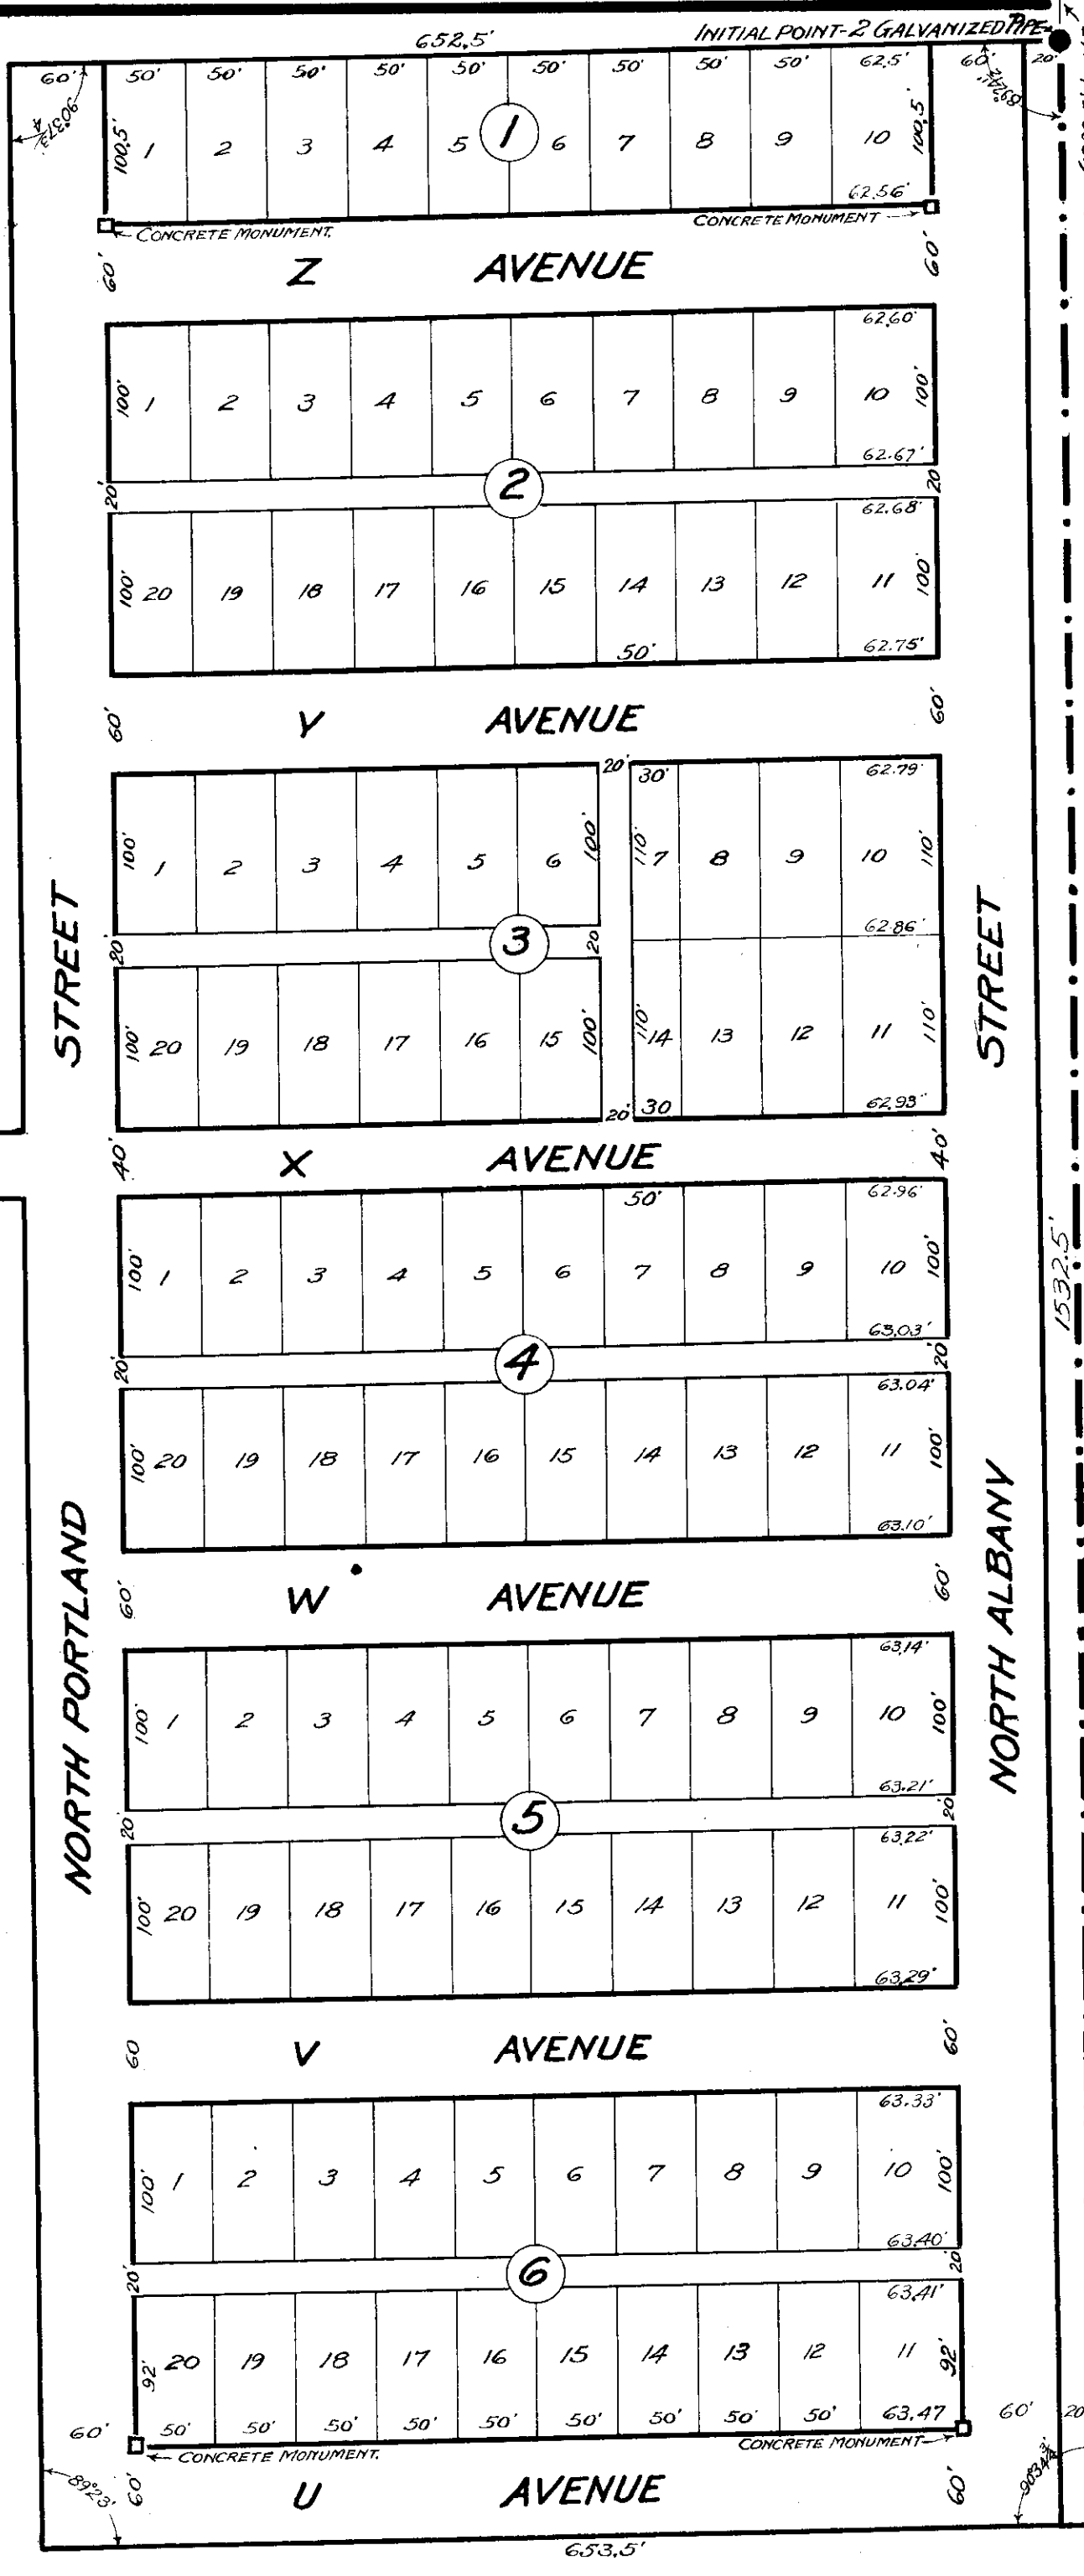 INITIAL POINT-2 GALVANIZED PIPE
652.5'
60' 50' 50' 50' 50' 50' 50' 50' 50' 50' 62.5' 60' 20'
90°37¾'
89°24½'
100.5' 1 2 3 4 5 1 6 7 8 9 10 100.5'
62.56'
CONCRETE MONUMENT. CONCRETE MONUMENT
60' Z AVENUE 60'
62.60'
100' 1 2 3 4 5 6 7 8 9 10 100'
62.67'
20' 2 20'
62.68'
100' 20 19 18 17 16 15 14 13 12 11 100'
50' 62.75'
60' Y AVENUE 60'
20' 30' 62.79'
100' 1 2 3 4 5 6 100' 110' 7 8 9 10 110'
62.86'
20' 3 20'
100' 20 19 18 17 16 15 100' 110' 14 13 12 11 110'
20' 30 62.93'
STREET
STREET
40' X AVENUE 40'
50' 62.96'
100' 1 2 3 4 5 6 7 8 9 10 100'
63.03'
20' 4 20'
63.04'
100' 20 19 18 17 16 15 14 13 12 11 100'
63.10'
1532.5'
60' W AVENUE 60'
NORTH PORTLAND
NORTH ALBANY
63.14'
100' 1 2 3 4 5 6 7 8 9 10 100'
63.21'
20' 5 20'
63.22'
100' 20 19 18 17 16 15 14 13 12 11 100'
63.29'
60 V AVENUE 60'
63.33'
100' 1 2 3 4 5 6 7 8 9 10 100'
63.40'
20' 6 20'
63.41'
92' 20 19 18 17 16 15 14 13 12 11 92'
60' 50' 50' 50' 50' 50' 50' 50' 50' 50' 63.47 60' 20
CONCRETE MONUMENT. CONCRETE MONUMENT
89°23' 60' U AVENUE 60' 90°34¾'
653.5'